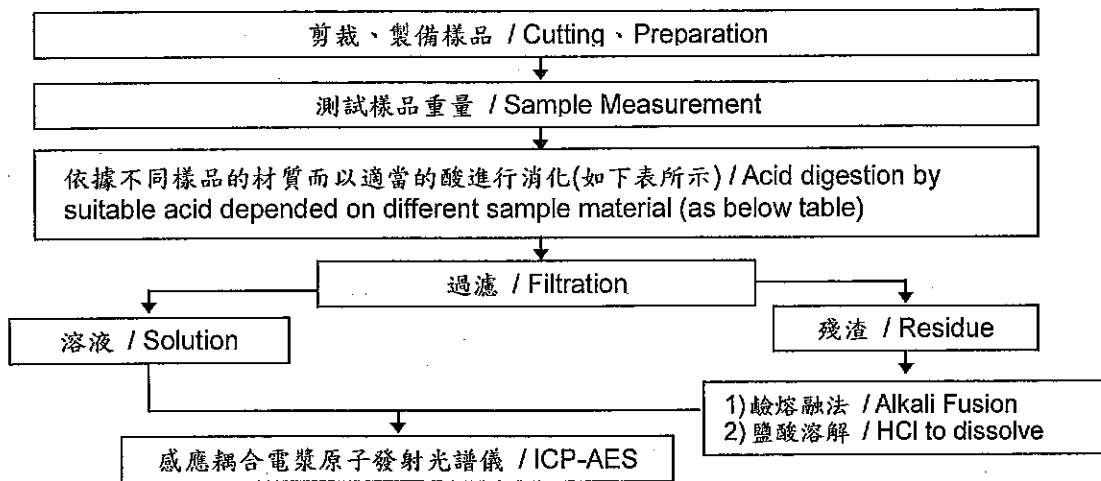 剪裁、製備樣品 / Cutting、Preparation
測試樣品重量 / Sample Measurement
依據不同樣品的材質而以適當的酸進行消化(如下表所示) / Acid digestion by
suitable acid depended on different sample material (as below table)
過濾 / Filtration
溶液 / Solution
殘渣 / Residue
1) 鹼熔融法 / Alkali Fusion
2) 鹽酸溶解 / HCl to dissolve
感應耦合電漿原子發射光譜儀 / ICP-AES